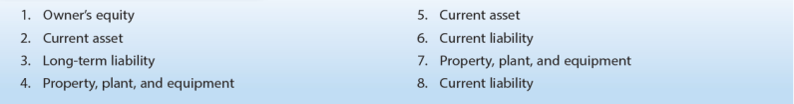 1. Owner's equity
2. Current asset
3. Long-term liability
4. Property, plant, and equipment
5. Current asset
6. Current liability
7. Property, plant, and equipment
8. Current liability